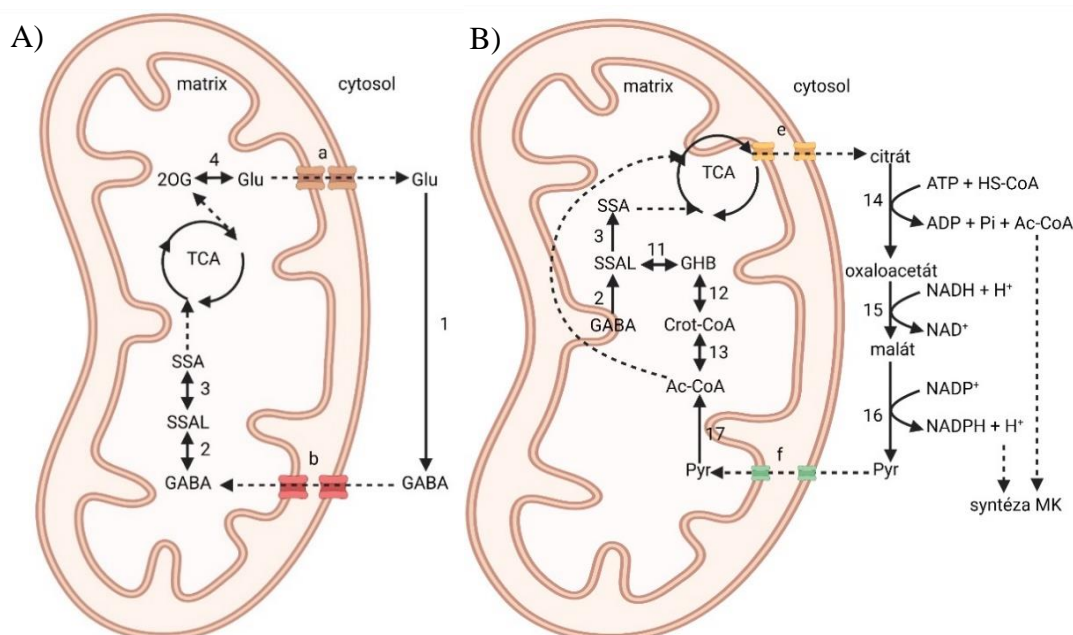 A)
matrix
cytosol
4
a
2OG
Glu
Glu
TCA
1
SSA
3
SSAL
2
b
GABA
GABA
B)
matrix
cytosol
e
TCA
citrát
ATP + HS-CoA
14
ADP + Pi + Ac-CoA
SSA
3
11
SSAL
GHB
oxaloacetát
2
12
NADH + H⁺
15
GABA
Crot-CoA
NAD⁺
13
malát
Ac-CoA
NADP⁺
16
17
NADPH + H⁺
f
Pyr
Pyr
syntéza MK